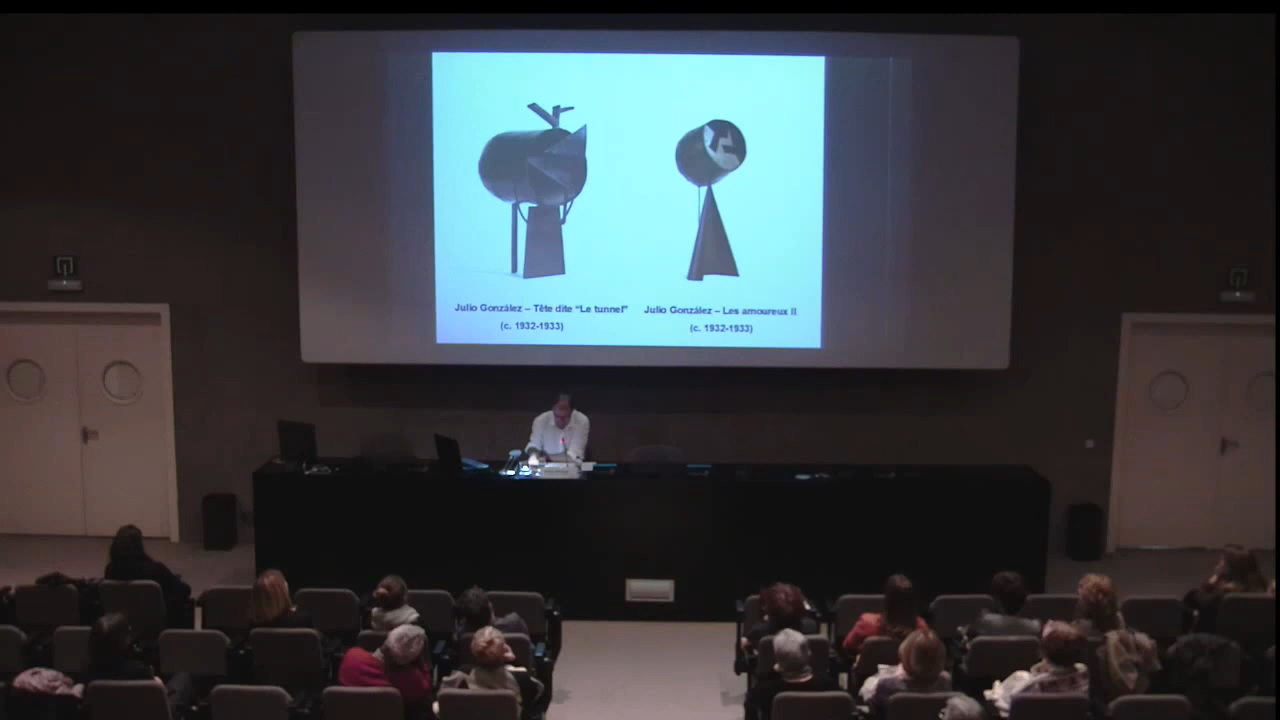 Julio González – Tête dite “Le tunnel”
(c. 1932-1933)
Julio González – Les amoureux II
(c. 1932-1933)